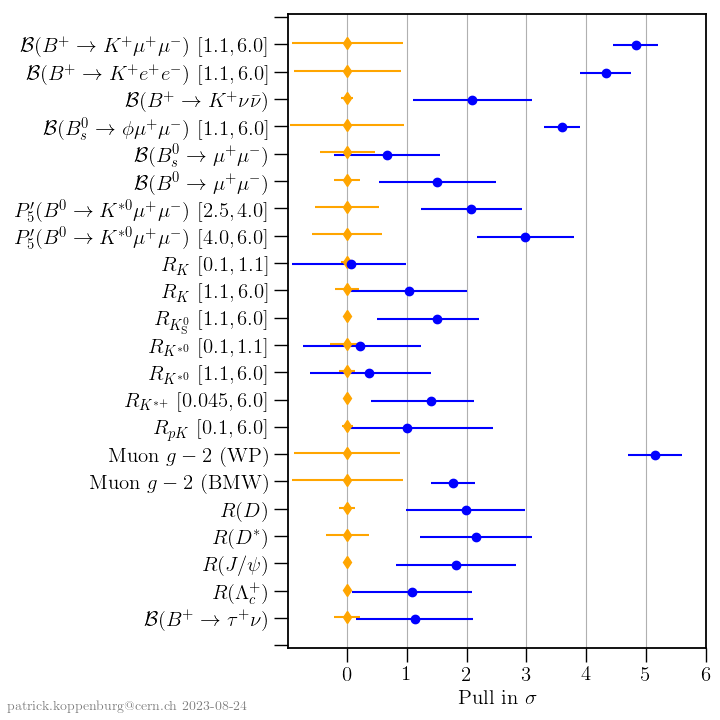 ℬ(B⁺ → K⁺μ⁺μ⁻) [1.1, 6.0]
ℬ(B⁺ → K⁺e⁺e⁻) [1.1, 6.0]
ℬ(B⁺ → K⁺νν̄)
ℬ(B⁰ₛ → ϕμ⁺μ⁻) [1.1, 6.0]
ℬ(B⁰ₛ → μ⁺μ⁻)
ℬ(B⁰ → μ⁺μ⁻)
P′₅(B⁰ → K*⁰μ⁺μ⁻) [2.5, 4.0]
P′₅(B⁰ → K*⁰μ⁺μ⁻) [4.0, 6.0]
R_K [0.1, 1.1]
R_K [1.1, 6.0]
R_{K_S^0} [1.1, 6.0]
R_{K*⁰} [0.1, 1.1]
R_{K*⁰} [1.1, 6.0]
R_{K*⁺} [0.045, 6.0]
R_{pK} [0.1, 6.0]
Muon g − 2 (WP)
Muon g − 2 (BMW)
R(D)
R(D*)
R(J/ψ)
R(Λ_c⁺)
ℬ(B⁺ → τ⁺ν)
0 1 2 3 4 5 6
Pull in σ
patrick.koppenburg@cern.ch 2023-08-24